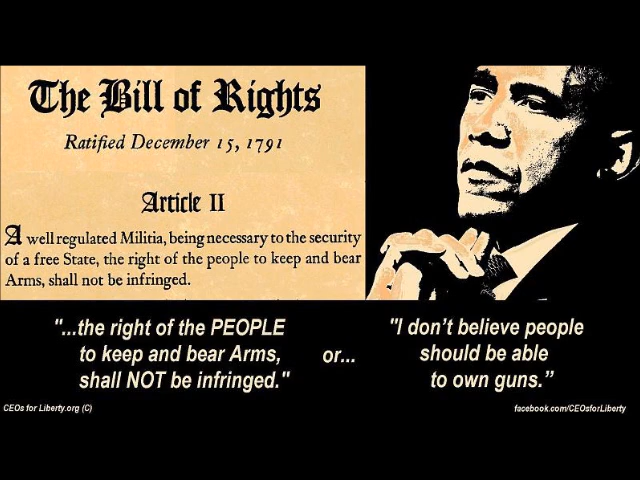 The Bill of Rights
Ratified December 15, 1791
Article II
A well regulated Militia, being necessary to the security
of a free State, the right of the people to keep and bear
Arms, shall not be infringed.
"...the right of the PEOPLE
to keep and bear Arms,
shall NOT be infringed."
or...
"I don't believe people
should be able
to own guns.”
CEOs for Liberty.org (C)
facebook.com/CEOsforLiberty